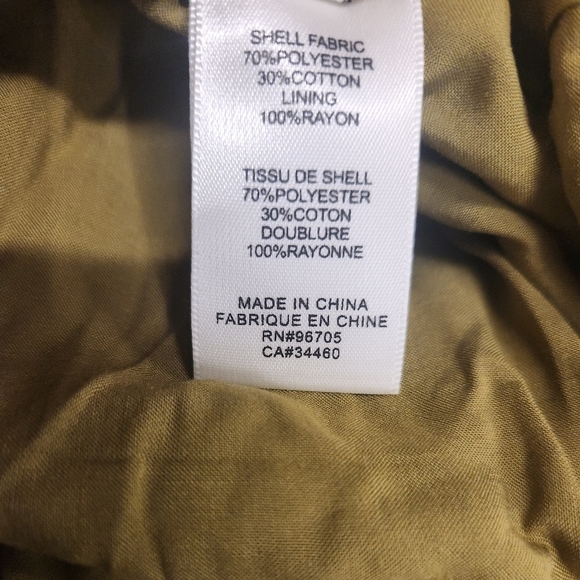 SHELL FABRIC
70%POLYESTER
30%COTTON
LINING
100%RAYON
TISSU DE SHELL
70%POLYESTER
30%COTON
DOUBLURE
100%RAYONNE
MADE IN CHINA
FABRIQUE EN CHINE
RN#96705
CA#34460